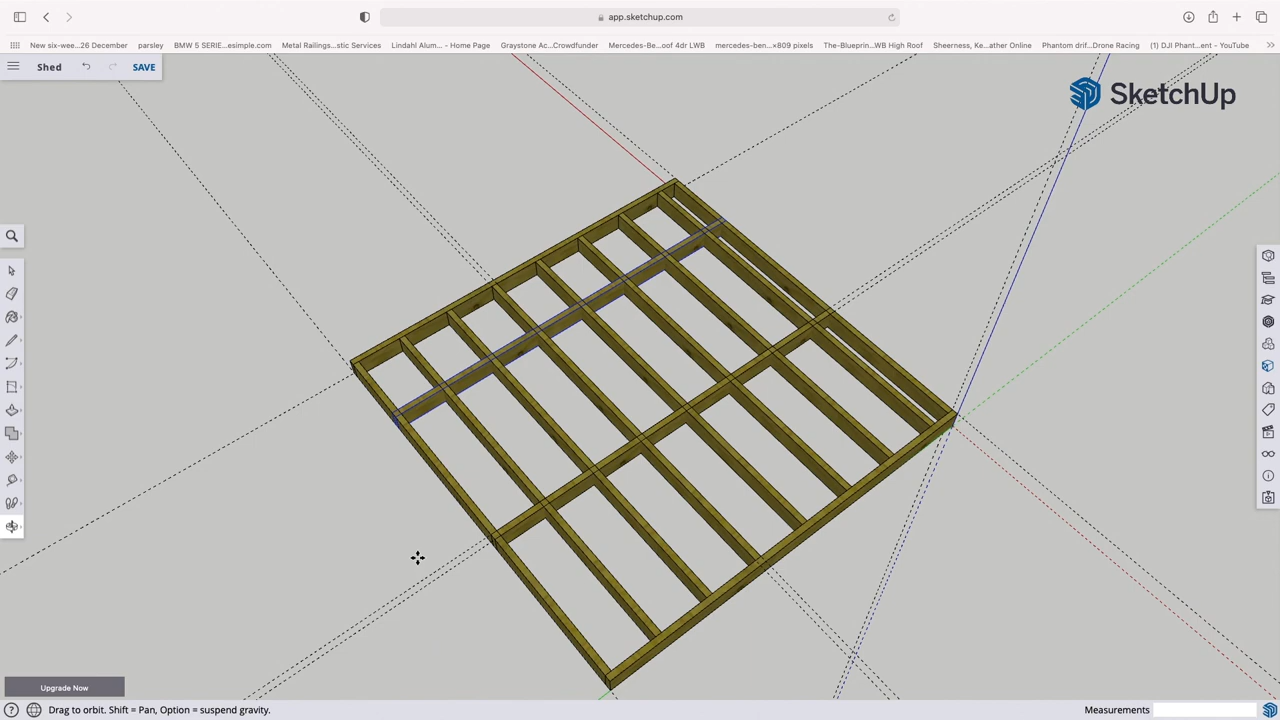 app.sketchup.com
New six-wee...26 December
parsley
BMW 5 SERIE...esimple.com
Metal Railings...stic Services
Lindahl Alum... - Home Page
Graystone Ac...Crowdfunder
Mercedes-Be...oof 4dr LWB
mercedes-ben...×809 pixels
The-Blueprin...WB High Roof
Sheerness, Ke...ather Online
Phantom drif...Drone Racing
(1) DJI Phant...ent - YouTube
Shed
SAVE
SketchUp
Upgrade Now
Drag to orbit. Shift = Pan, Option = suspend gravity.
Measurements